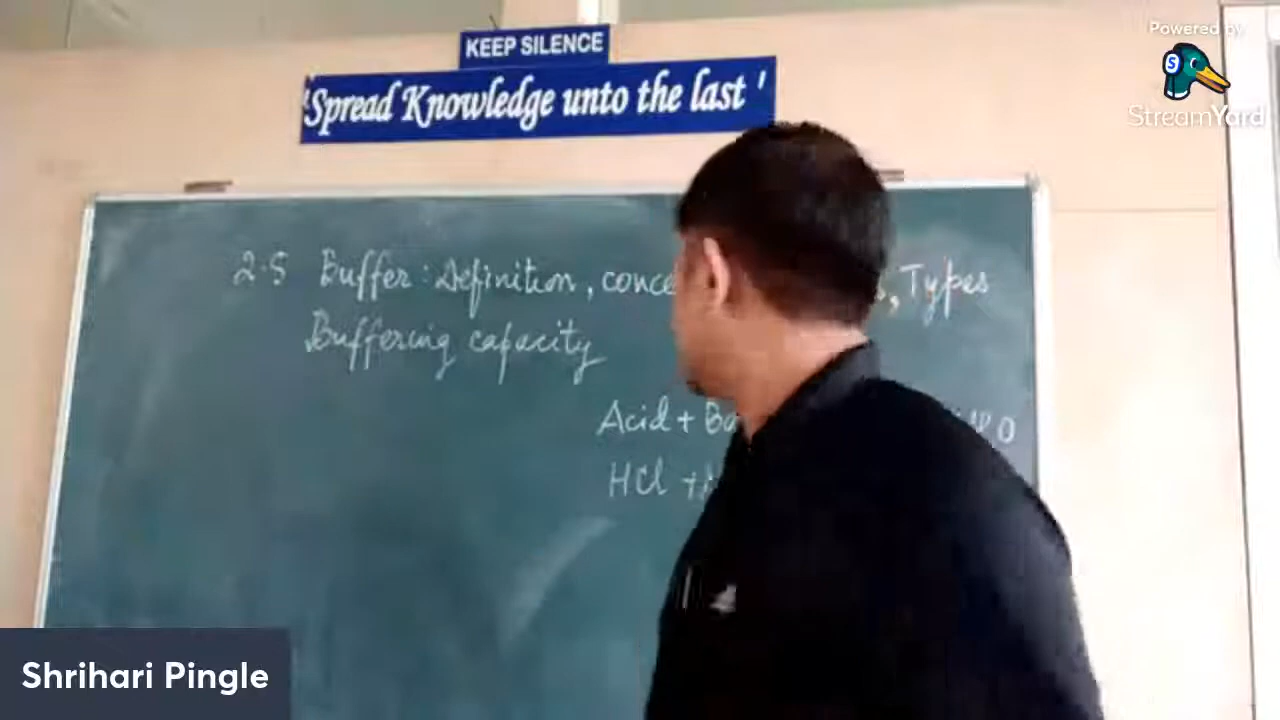 Powered by
StreamYard
KEEP SILENCE
'Spread Knowledge unto the last'
2.5 Buffer: Definition, conce , Types
Buffering capacity
Acid + Ba
HCl +
Shrihari Pingle